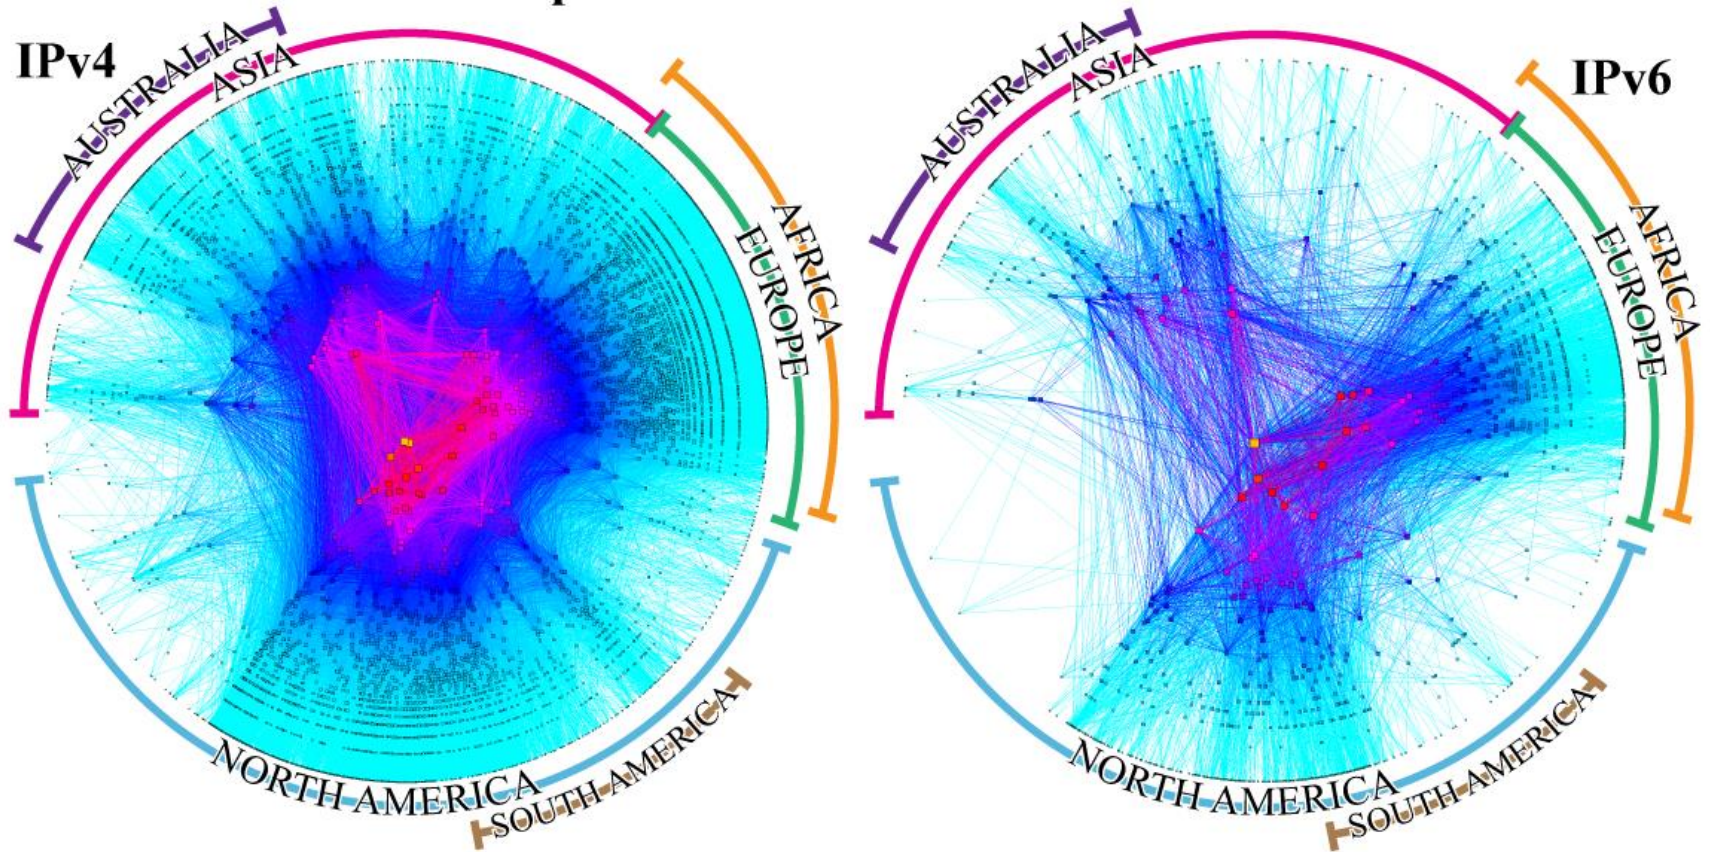 IPv4
AUSTRALIA
ASIA
AFRICA
EUROPE
NORTH AMERICA
SOUTH AMERICA
IPv6
AUSTRALIA
ASIA
AFRICA
EUROPE
NORTH AMERICA
SOUTH AMERICA